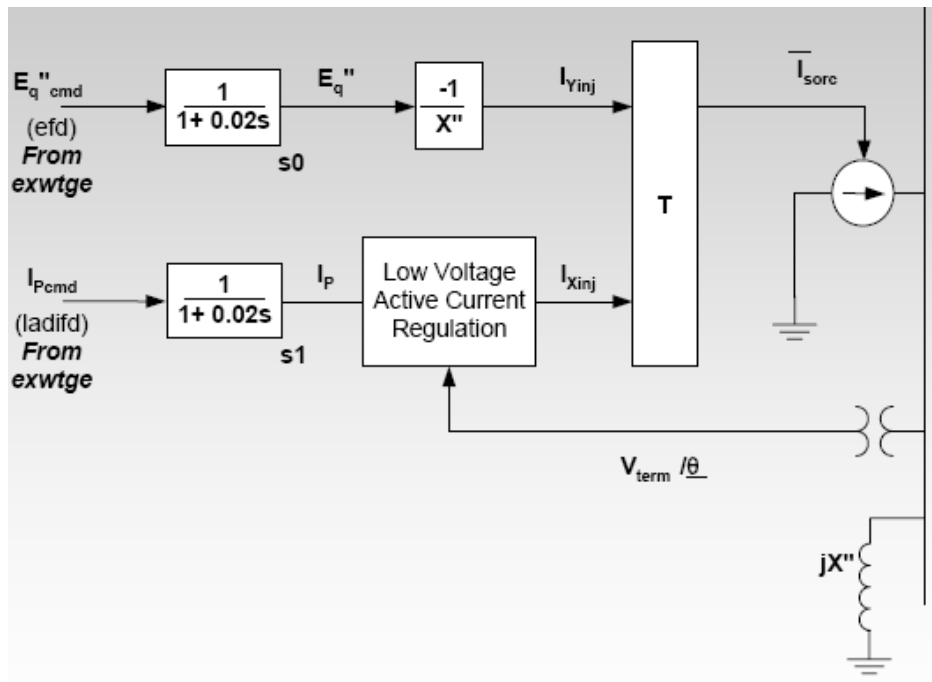 E_q"_cmd
(efd)
From
exwtge
1
1+ 0.02s
s0
E_q"
-1
X"
I_Yinj
T
I_sorc
I_Pcmd
(ladifd)
From
exwtge
1
1+ 0.02s
s1
I_P
Low Voltage
Active Current
Regulation
I_Xinj
V_term /θ
jX"